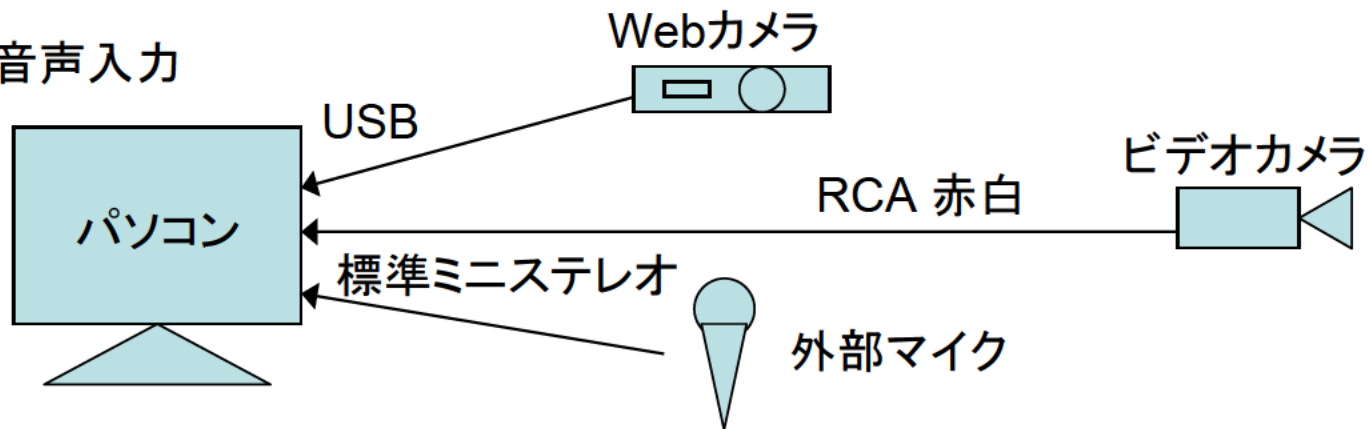 Webカメラ
音声入力
USB
ビデオカメラ
RCA 赤白
パソコン
標準ミニステレオ
外部マイク